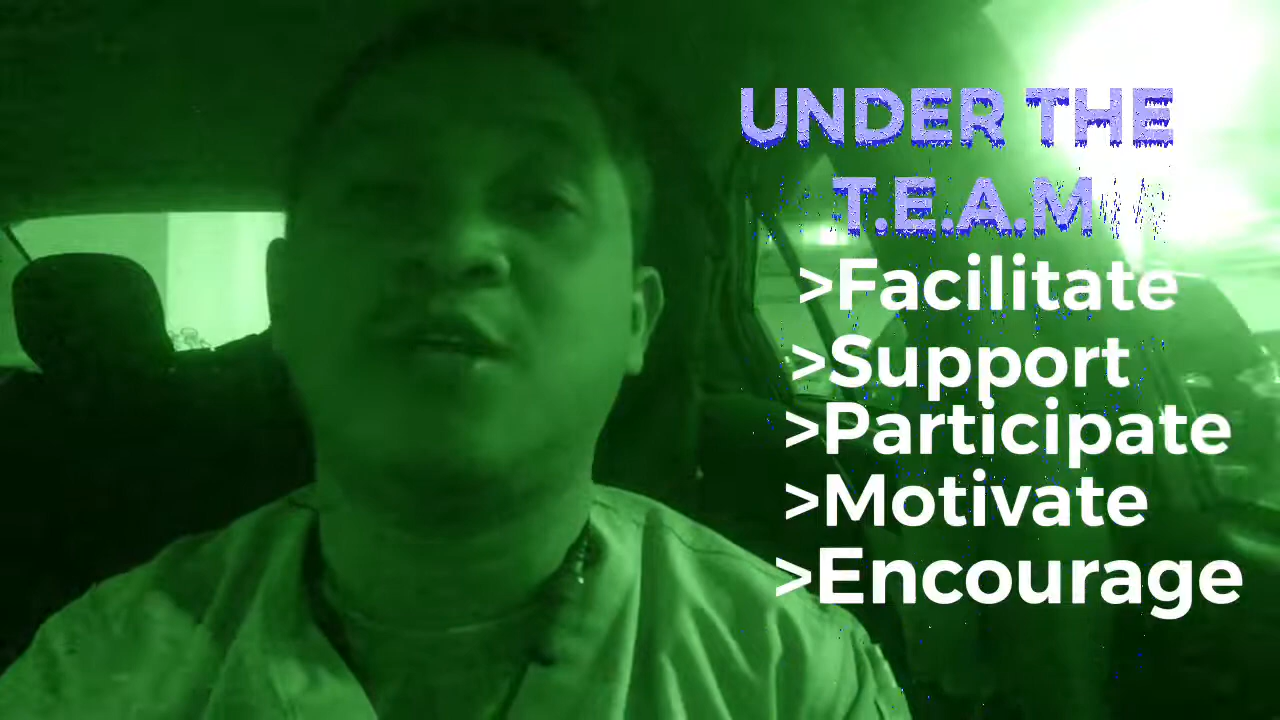 UNDER THE
T.E.A.M
>Facilitate
>Support
>Participate
>Motivate
>Encourage